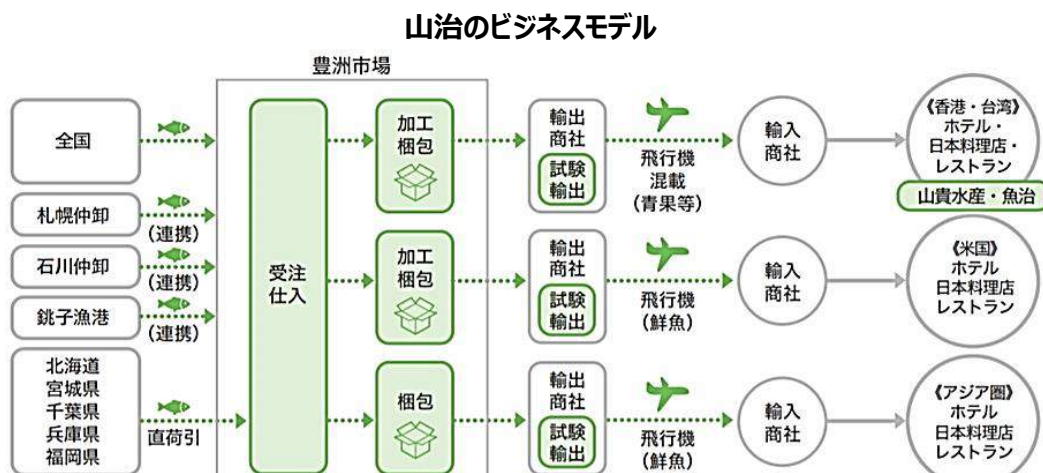 山治のビジネスモデル
豊洲市場
全国
札幌仲卸
(連携)
石川仲卸
(連携)
銚子漁港
(連携)
北海道
宮城県
千葉県
兵庫県
福岡県
直荷引
受注
仕入
加工
梱包
輸出
商社
試験
輸出
飛行機
混載
(青果等)
輸入
商社
《香港・台湾》
ホテル・
日本料理店・
レストラン
山貴水産・魚治
加工
梱包
輸出
商社
試験
輸出
飛行機
(鮮魚)
輸入
商社
《米国》
ホテル
日本料理店
レストラン
梱包
輸出
商社
試験
輸出
飛行機
(鮮魚)
輸入
商社
《アジア圏》
ホテル
日本料理店
レストラン